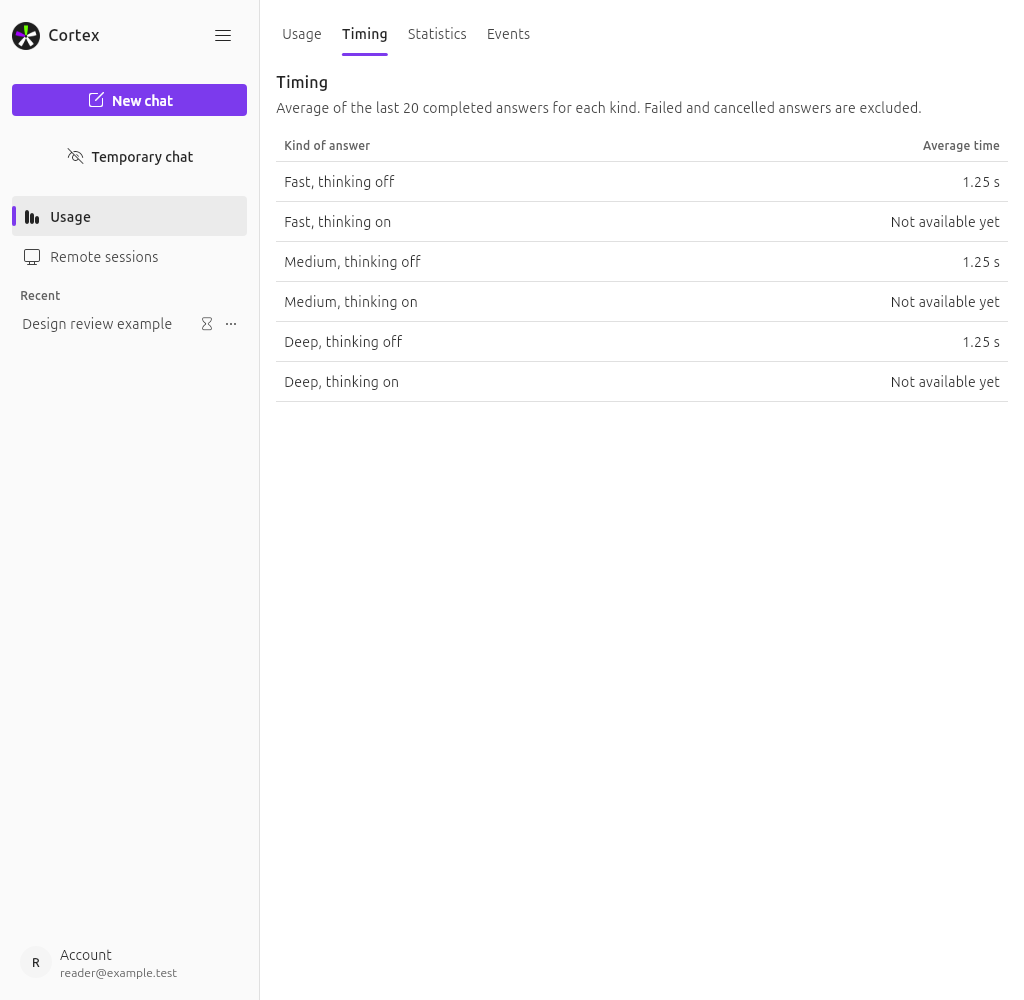 Cortex
New chat
Temporary chat
Usage
Remote sessions
Recent
Design review example
R
Account
reader@example.test
Usage Timing Statistics Events
Timing
Average of the last 20 completed answers for each kind. Failed and cancelled answers are excluded.
Kind of answer Average time
Fast, thinking off 1.25 s
Fast, thinking on Not available yet
Medium, thinking off 1.25 s
Medium, thinking on Not available yet
Deep, thinking off 1.25 s
Deep, thinking on Not available yet